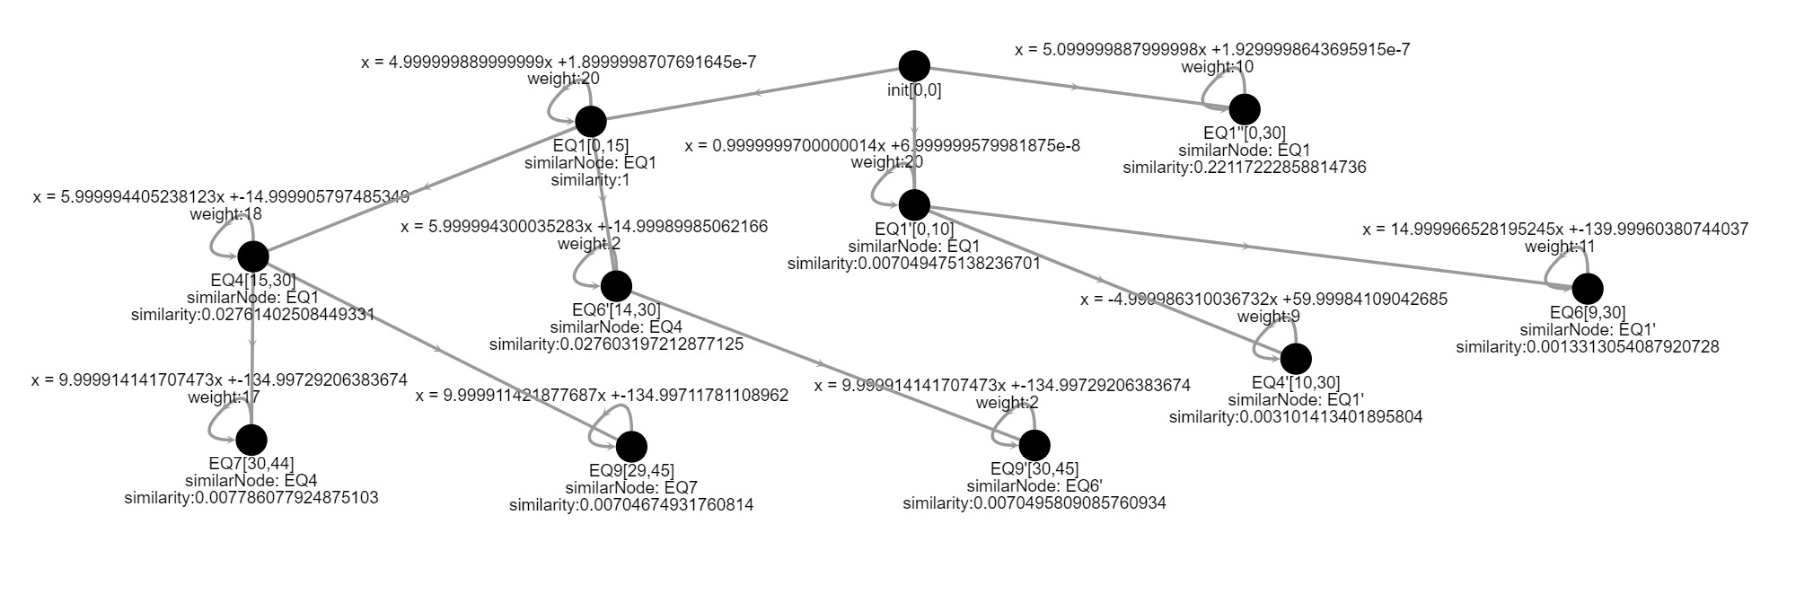 x = 5.099999887999998x +1.9299998643695915e-7
weight:10
x = 4.999999889999999x +1.8999998707691645e-7
weight:20
init[0,0]
EQ1''[0,30]
similarNode: EQ1
similarity:0.22117222858814736
EQ1[0,15]
similarNode: EQ1
similarity:1
x = 0.9999999700000014x +6.999999579981875e-8
weight:20
x = 5.999994405238123x +-14.999905797485349
weight:18
x = 5.999994300035283x +-14.99989985062166
weight:2
EQ1'[0,10]
similarNode: EQ1
similarity:0.007049475138236701
x = 14.999966528195245x +-139.99960380744037
weight:11
EQ4[15,30]
similarNode: EQ1
similarity:0.02761402508449331
EQ6'[14,30]
similarNode: EQ4
similarity:0.027603197212877125
x = -4.999986310036732x +59.99984109042685
weight:9
EQ6[9,30]
similarNode: EQ1'
similarity:0.0013313054087920728
x = 9.999914141707473x +-134.99729206383674
weight:17
x = 9.999911421877687x +-134.99711781108962
x = 9.999914141707473x +-134.99729206383674
weight:2
EQ4'[10,30]
similarNode: EQ1'
similarity:0.003101413401895804
EQ7[30,44]
similarNode: EQ4
similarity:0.007786077924875103
EQ9[29,45]
similarNode: EQ7
similarity:0.00704674931760814
EQ9'[30,45]
similarNode: EQ6'
similarity:0.0070495809085760934